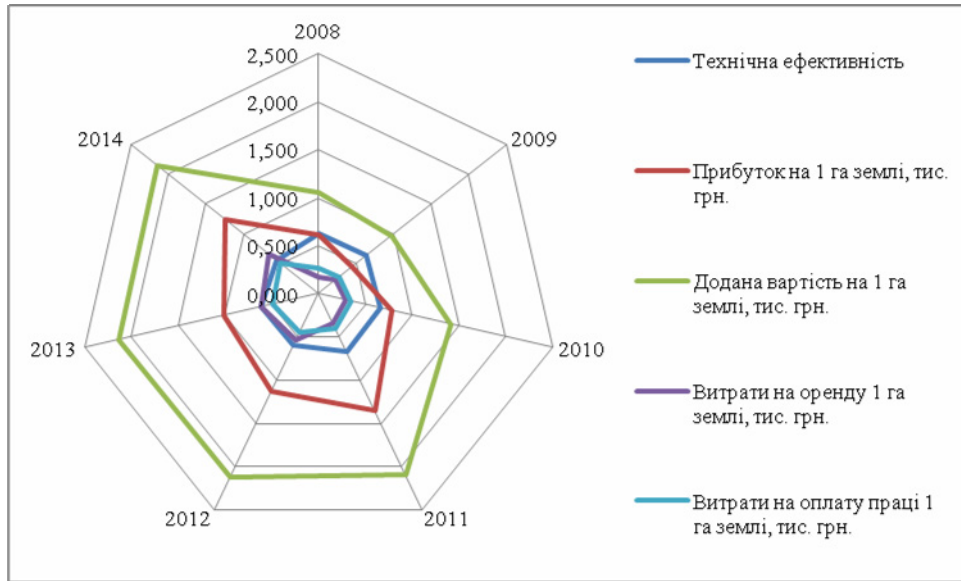 2008
2,500
2,000
1,500
1,000
0,500
0,000
2014
2009
2013
2010
2012
2011
Технічна ефективність
Прибуток на 1 га землі, тис.
грн.
Додана вартість на 1 га
землі, тис. грн.
Витрати на оренду 1 га
землі, тис. грн.
Витрати на оплату праці 1
га землі, тис. грн.